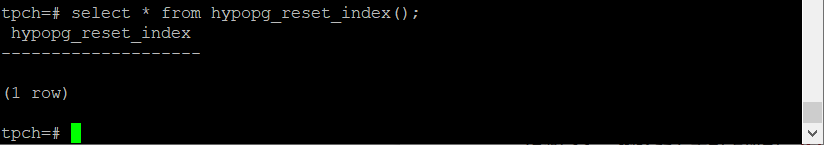 tpch=# select * from hypopg_reset_index();
 hypopg_reset_index
--------------------

(1 row)

tpch=#